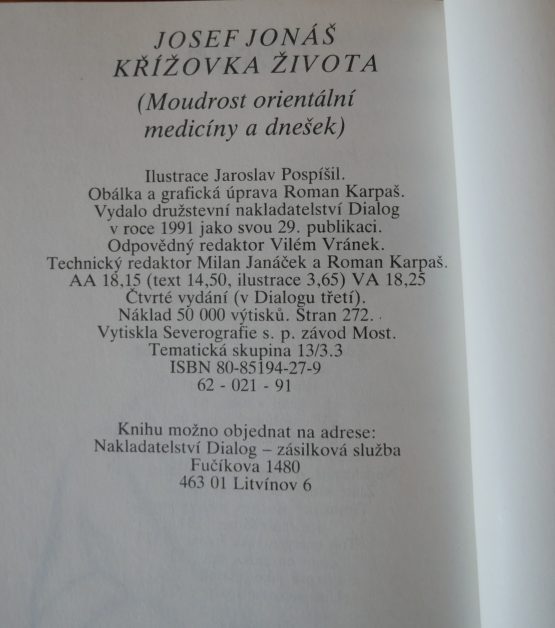 JOSEF JONÁŠ
KŘÍŽOVKA ŽIVOTA
(Moudrost orientální
medicíny a dnešek)
Ilustrace Jaroslav Pospíšil.
Obálka a grafická úprava Roman Karpaš.
Vydalo družstevní nakladatelství Dialog
v roce 1991 jako svou 29. publikaci.
Odpovědný redaktor Vilém Vránek.
Technický redaktor Milan Janáček a Roman Karpaš.
AA 18,15 (text 14,50, ilustrace 3,65) VA 18,25
Čtvrté vydání (v Dialogu třetí).
Náklad 50 000 výtisků. Stran 272.
Vytiskla Severografie s. p. závod Most.
Tematická skupina 13/3.3
ISBN 80-85194-27-9
62 - 021 - 91
Knihu možno objednat na adrese:
Nakladatelství Dialog – zásilková služba
Fučíkova 1480
463 01 Litvínov 6